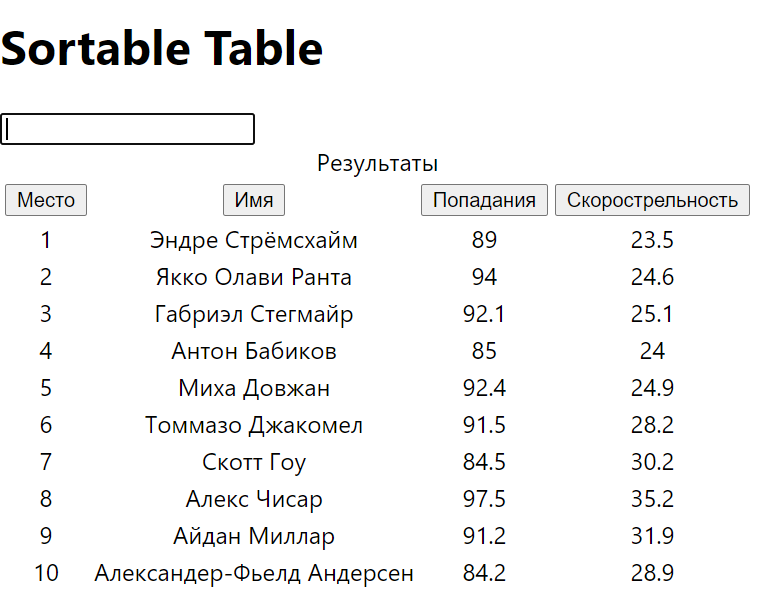 Sortable Table
Результаты
Место Имя Попадания Скорострельность
1 Эндре Стрёмсхайм 89 23.5
2 Якко Олави Ранта 94 24.6
3 Габриэл Стегмайр 92.1 25.1
4 Антон Бабиков 85 24
5 Миха Довжан 92.4 24.9
6 Томмазо Джакомел 91.5 28.2
7 Скотт Гоу 84.5 30.2
8 Алекс Чисар 97.5 35.2
9 Айдан Миллар 91.2 31.9
10 Александер-Фьелд Андерсен 84.2 28.9